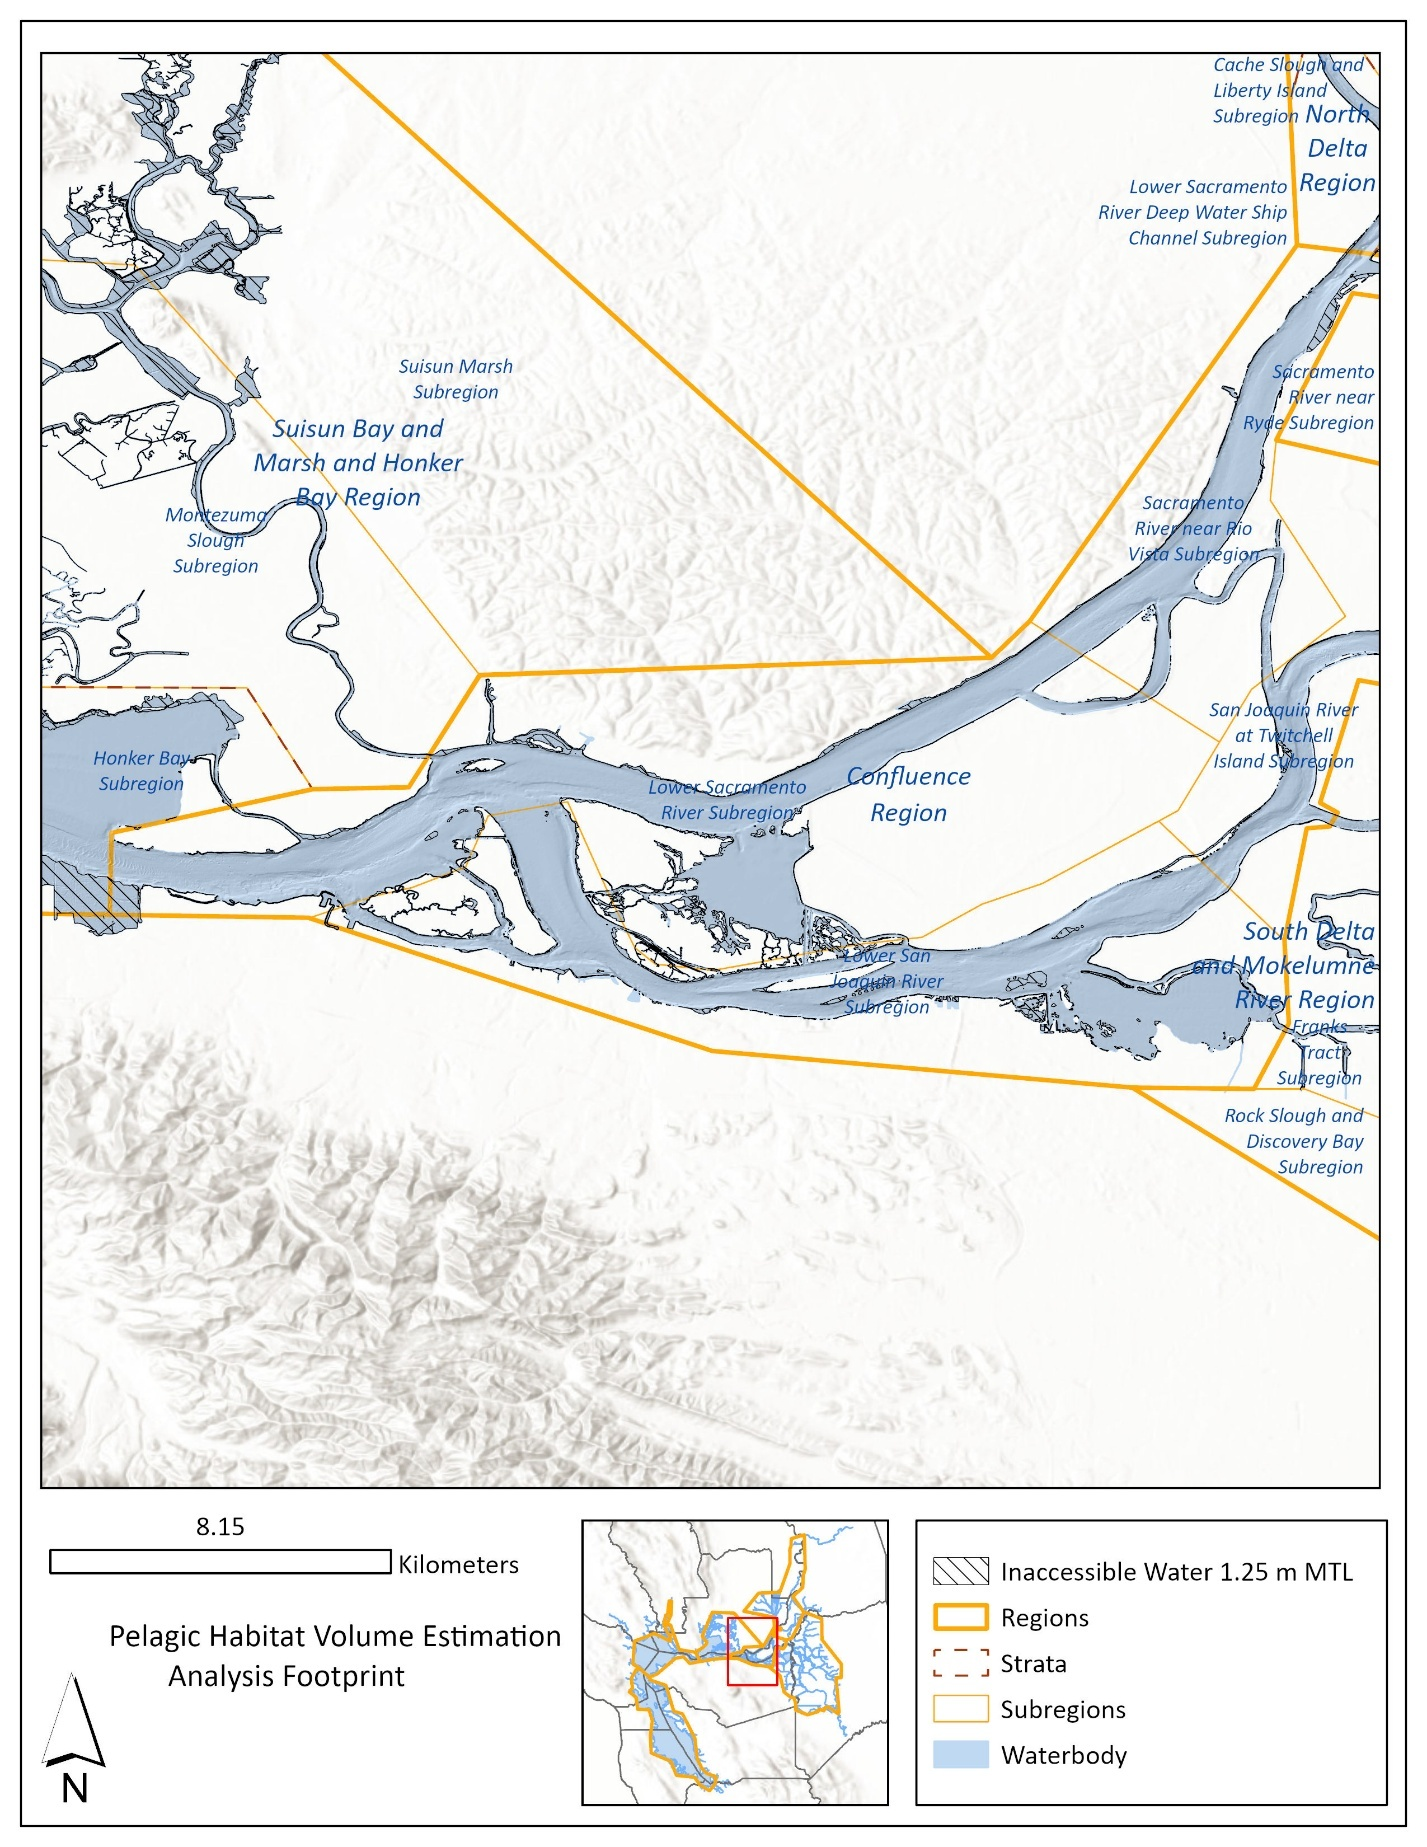 Cache Slough and
Liberty Island
Subregion
North
Delta
Region
Lower Sacramento
River Deep Water Ship
Channel Subregion
Suisun Marsh
Subregion
Sacramento
River near
Ryde Subregion
Suisun Bay and
Marsh and Honker
Bay Region
Montezuma
Slough
Subregion
Sacramento
River near Rio
Vista Subregion
San Joaquin River
at Twitchell
Island Subregion
Honker Bay
Subregion
Lower Sacramento
River Subregion
Confluence
Region
South Delta
and Mokelumne
River Region
Lower San
Joaquin River
Subregion
Franks
Tract
Subregion
Rock Slough and
Discovery Bay
Subregion
8.15
Kilometers
Pelagic Habitat Volume Estimation
Analysis Footprint
N
Inaccessible Water 1.25 m MTL
Regions
Strata
Subregions
Waterbody